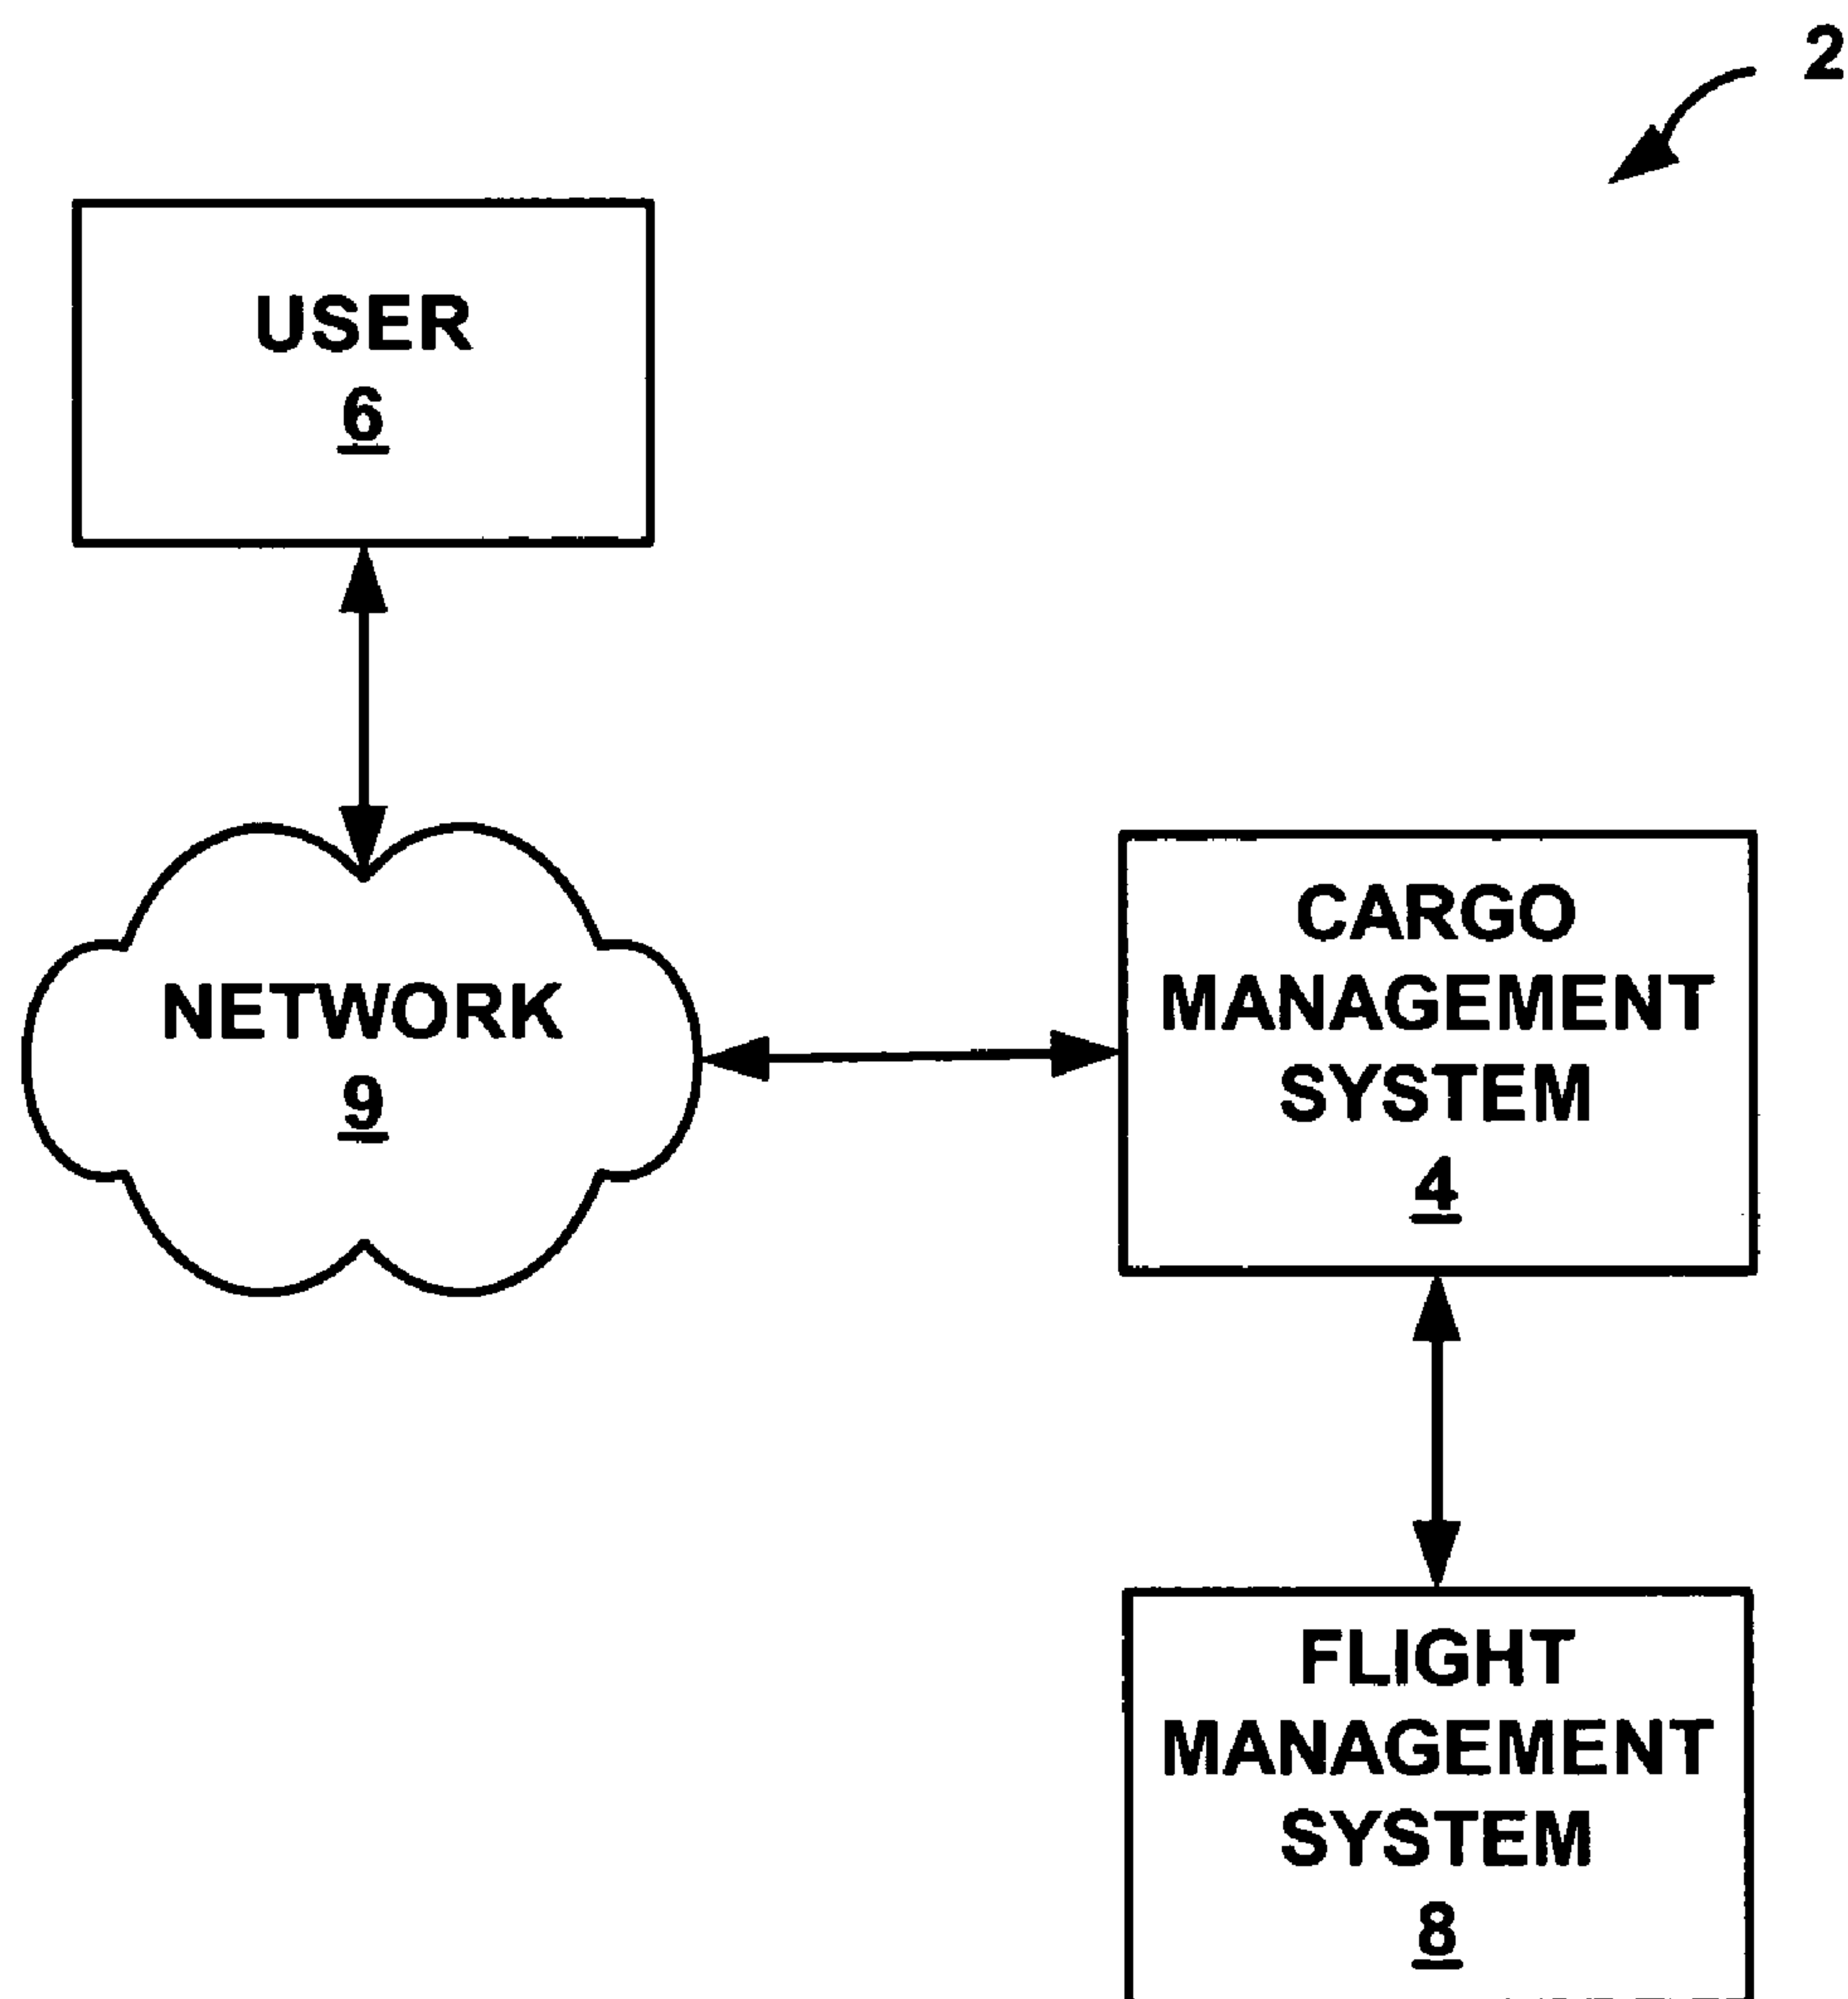 2
USER
6
NETWORK
9
CARGO
MANAGEMENT
SYSTEM
4
FLIGHT
MANAGEMENT
SYSTEM
8